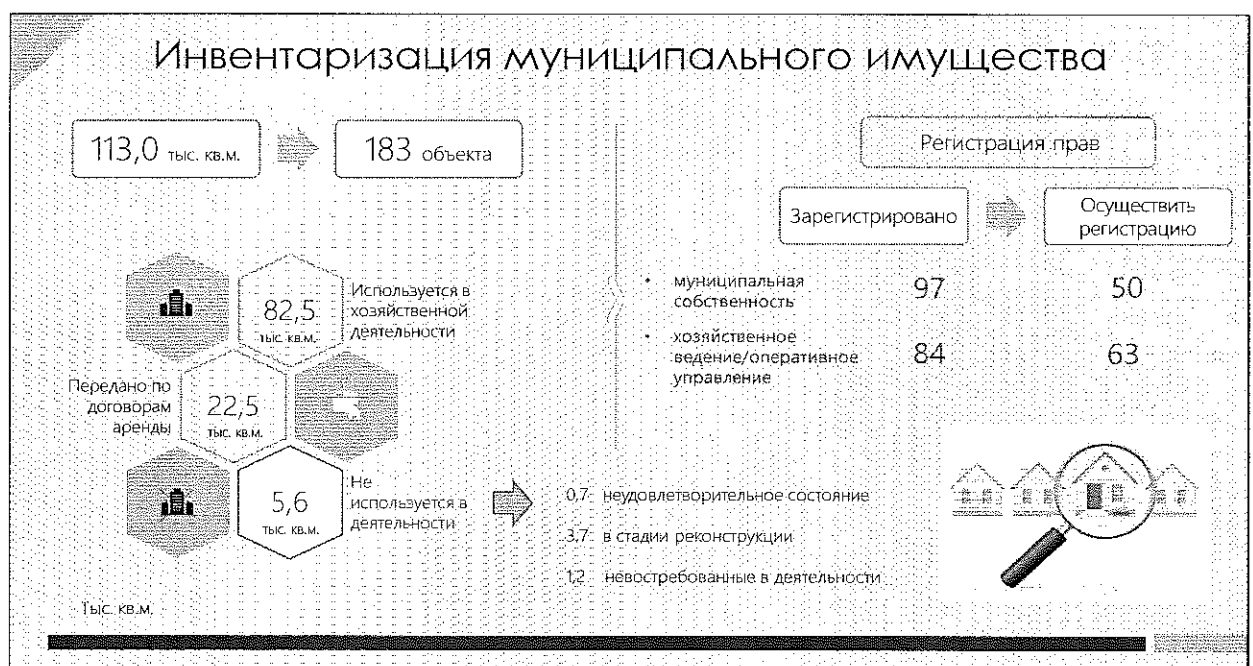 Инвентаризация муниципального имущества
113,0 тыс. кв.м.
183 объекта
Используется в
хозяйственной
деятельности
82,5
тыс. кв.м.
Передано по
договорам
аренды
22,5
тыс. кв.м.
5,6
тыс. кв.м.
Не
используется в
деятельности
0,7 неудовлетворительное состояние
3,7 в стадии реконструкции
1,2 невостребованные в деятельности
Тыс. кв.м.
Регистрация прав
Зарегистрировано
Осуществить
регистрацию
• муниципальная
собственность
97
50
• хозяйственное
ведение/оперативное
управление
84
63